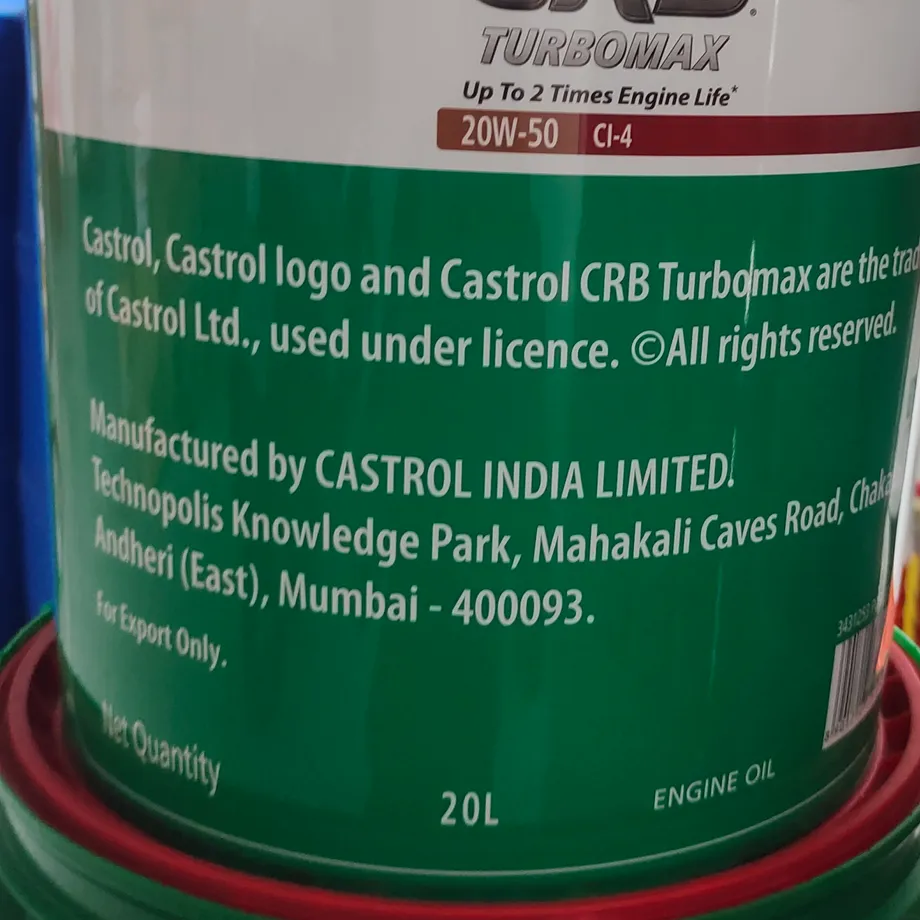 CRB
TURBOMAX
Up To 2 Times Engine Life*
20W-50 CI-4
Castrol, Castrol logo and Castrol CRB Turbomax are the
of Castrol Ltd., used under licence. ©All rights reserved.
Manufactured by CASTROL INDIA LIMITED.
Technopolis Knowledge Park, Mahakali Caves Road,
Andheri (East), Mumbai - 400093.
For Export Only.
Net Quantity
20L
ENGINE OIL